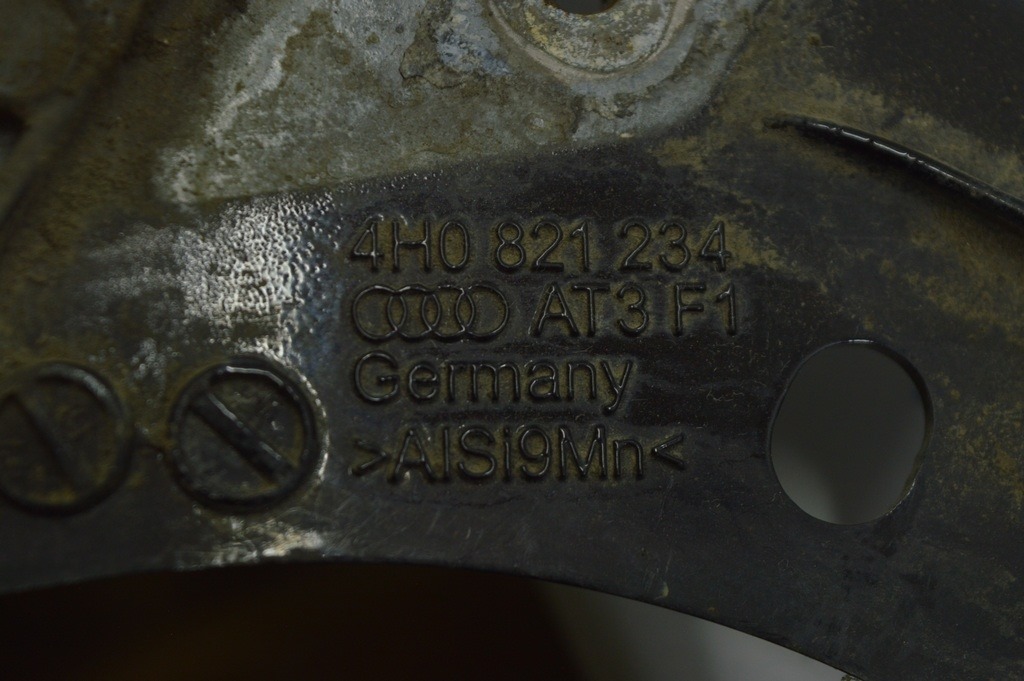 4H0 821 234
AT3 F1
Germany
>AlSi9Mn<